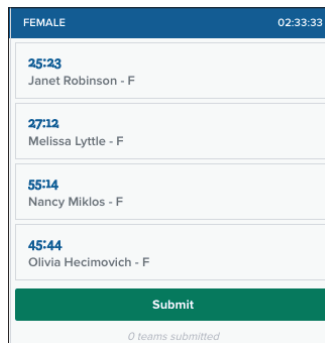 FEMALE 02:33:33
25:23
Janet Robinson - F
27:12
Melissa Lyttle - F
55:14
Nancy Miklos - F
45:44
Olivia Hecimovich - F
Submit
0 teams submitted